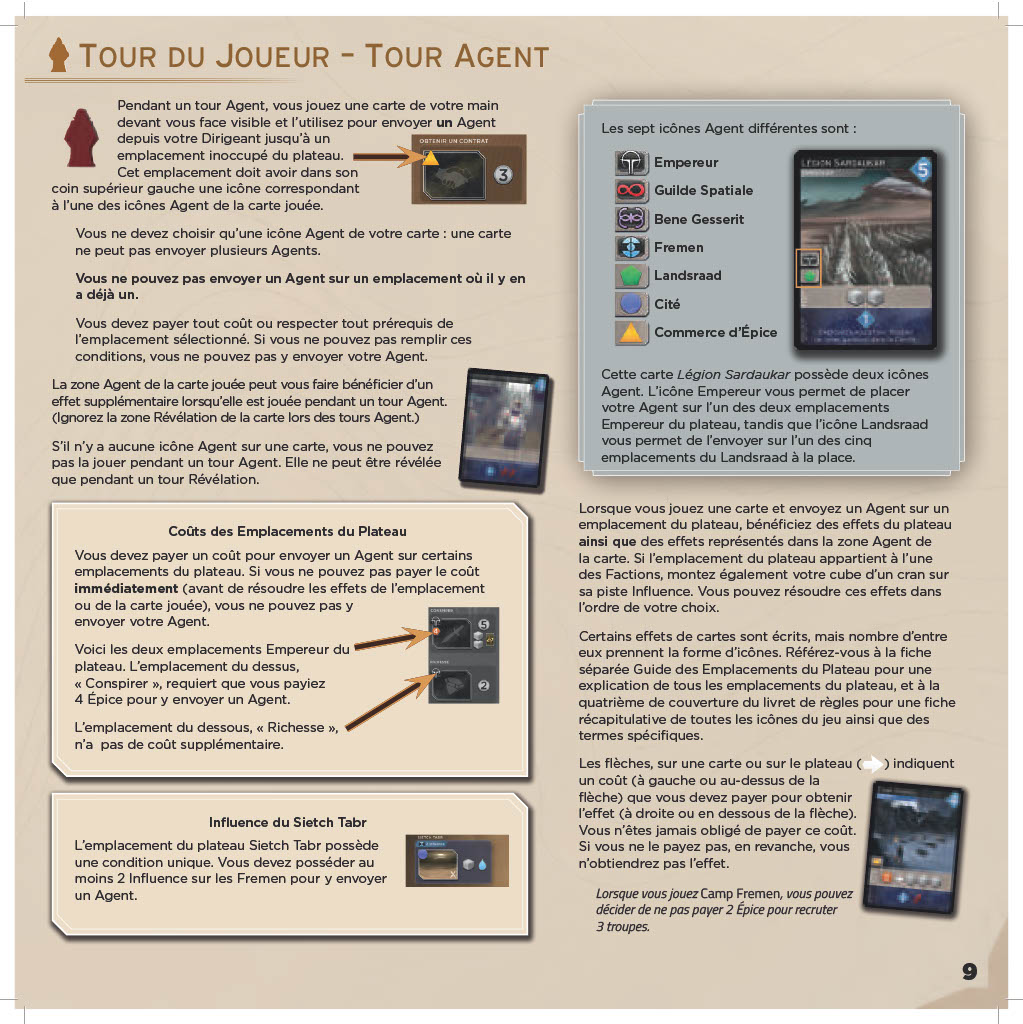 TOUR DU JOUEUR – TOUR AGENT
Pendant un tour Agent, vous jouez une carte de votre main
devant vous face visible et l'utilisez pour envoyer un Agent
depuis votre Dirigeant jusqu'à un
emplacement inoccupé du plateau.
Cet emplacement doit avoir dans son
coin supérieur gauche une icône correspondant
à l'une des icônes Agent de la carte jouée.
OBTENIR UN CONTRAT
3
Vous ne devez choisir qu'une icône Agent de votre carte : une carte
ne peut pas envoyer plusieurs Agents.
Vous ne pouvez pas envoyer un Agent sur un emplacement où il y en
a déjà un.
Vous devez payer tout coût ou respecter tout prérequis de
l'emplacement sélectionné. Si vous ne pouvez pas remplir ces
conditions, vous ne pouvez pas y envoyer votre Agent.
La zone Agent de la carte jouée peut vous faire bénéficier d'un
effet supplémentaire lorsqu'elle est jouée pendant un tour Agent.
(Ignorez la zone Révélation de la carte lors des tours Agent.)
S'il n'y a aucune icône Agent sur une carte, vous ne pouvez
pas la jouer pendant un tour Agent. Elle ne peut être révélée
que pendant un tour Révélation.
Coûts des Emplacements du Plateau
Vous devez payer un coût pour envoyer un Agent sur certains
emplacements du plateau. Si vous ne pouvez pas payer le coût
immédiatement (avant de résoudre les effets de l'emplacement
ou de la carte jouée), vous ne pouvez pas y
envoyer votre Agent.
Voici les deux emplacements Empereur du
plateau. L'emplacement du dessus,
« Conspirer », requiert que vous payiez
4 Épice pour y envoyer un Agent.
L'emplacement du dessous, « Richesse »,
n'a pas de coût supplémentaire.
CONSPIRER
4
5
RICHESSE
2
Influence du Sietch Tabr
L'emplacement du plateau Sietch Tabr possède
une condition unique. Vous devez posséder au
moins 2 Influence sur les Fremen pour y envoyer
un Agent.
SIETCH TABR
Les sept icônes Agent différentes sont :
Empereur
Guilde Spatiale
Bene Gesserit
Fremen
Landsraad
Cité
Commerce d'Épice
LÉGION SARDAUKAR
5
1
Cette carte Légion Sardaukar possède deux icônes
Agent. L'icône Empereur vous permet de placer
votre Agent sur l'un des deux emplacements
Empereur du plateau, tandis que l'icône Landsraad
vous permet de l'envoyer sur l'un des cinq
emplacements du Landsraad à la place.
Lorsque vous jouez une carte et envoyez un Agent sur un
emplacement du plateau, bénéficiez des effets du plateau
ainsi que des effets représentés dans la zone Agent de
la carte. Si l'emplacement du plateau appartient à l'une
des Factions, montez également votre cube d'un cran sur
sa piste Influence. Vous pouvez résoudre ces effets dans
l'ordre de votre choix.
Certains effets de cartes sont écrits, mais nombre d'entre
eux prennent la forme d'icônes. Référez-vous à la fiche
séparée Guide des Emplacements du Plateau pour une
explication de tous les emplacements du plateau, et à la
quatrième de couverture du livret de règles pour une fiche
récapitulative de toutes les icônes du jeu ainsi que des
termes spécifiques.
Les flèches, sur une carte ou sur le plateau ( ) indiquent
un coût (à gauche ou au-dessus de la
flèche) que vous devez payer pour obtenir
l'effet (à droite ou en dessous de la flèche).
Vous n'êtes jamais obligé de payer ce coût.
Si vous ne le payez pas, en revanche, vous
n'obtiendrez pas l'effet.
Lorsque vous jouez Camp Fremen, vous pouvez
décider de ne pas payer 2 Épice pour recruter
3 troupes.
9